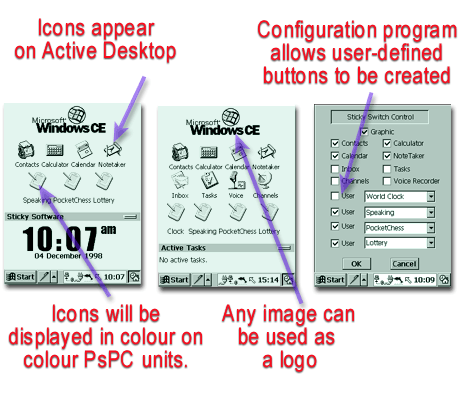 Icons appear
on Active Desktop
Configuration program
allows user-defined
buttons to be created
Microsoft
Windows CE
Contacts Calculator Calendar Notetaker
Speaking PocketChess Lottery
Sticky Software
10:07 am
04 December 1998
Start 10:07
Microsoft
Windows CE
Contacts Calculator Calendar Notetaker
Inbox Tasks Voice Channels
Clock Speaking PocketChess Lottery
Active Tasks
No active tasks.
Start 15:14
Sticky Switch Control
Graphic
Contacts Calculator
Calendar NoteTaker
Inbox Tasks
Channels Voice Recorder
User World Clock
User Speaking
User PocketChess
User Lottery
OK Cancel
Start 10:09
Icons will be
displayed in colour on
colour PsPC units.
Any image can
be used as
a logo